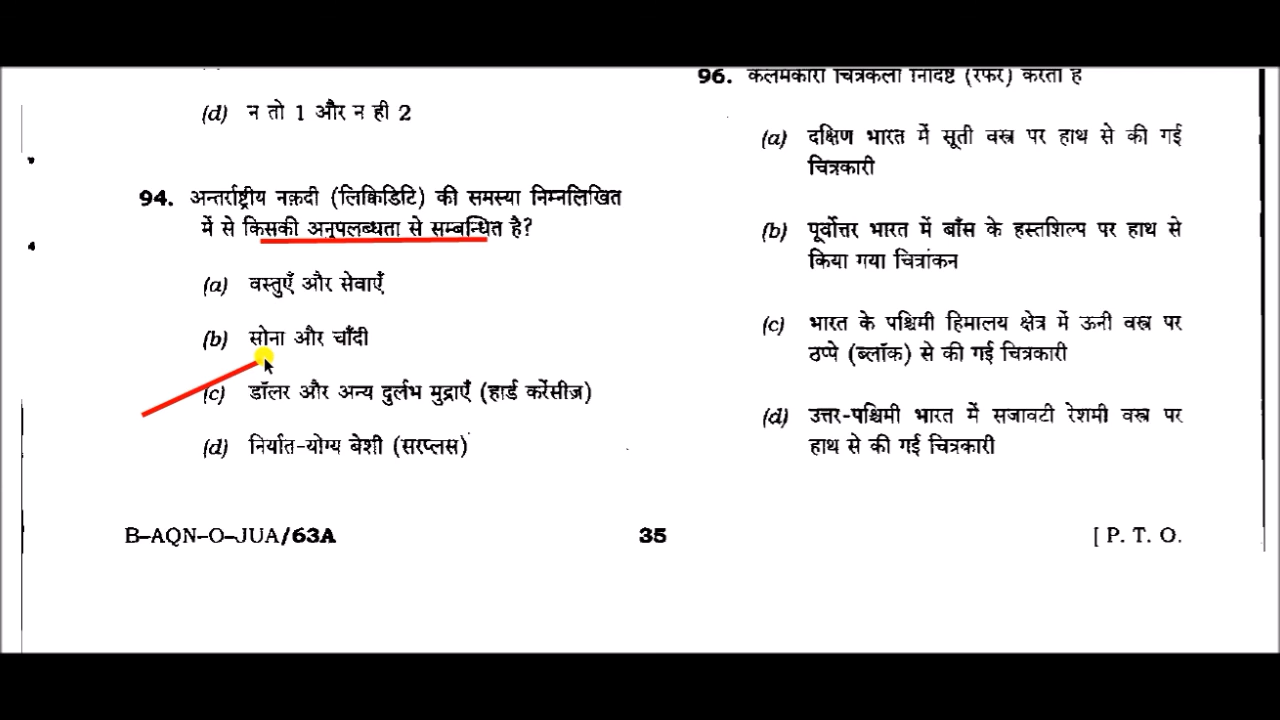 (d) न तो 1 और न ही 2
94. अन्तर्राष्ट्रीय नक़दी (लिक्विडिटि) की समस्या निम्नलिखित
में से किसकी अनुपलब्धता से सम्बन्धित है?
(a) वस्तुएँ और सेवाएँ
(b) सोना और चाँदी
(c) डॉलर और अन्य दुर्लभ मुद्राएँ (हार्ड करेंसीज़)
(d) निर्यात-योग्य बेशी (सरप्लस)
96. कलमकारी चित्रकला निर्दिष्ट (रेफर) करती है
(a) दक्षिण भारत में सूती वस्त्र पर हाथ से की गई
चित्रकारी
(b) पूर्वोत्तर भारत में बाँस के हस्तशिल्प पर हाथ से
किया गया चित्रांकन
(c) भारत के पश्चिमी हिमालय क्षेत्र में ऊनी वस्त्र पर
ठप्पे (ब्लॉक) से की गई चित्रकारी
(d) उत्तर-पश्चिमी भारत में सजावटी रेशमी वस्त्र पर
हाथ से की गई चित्रकारी
B–AQN–O–JUA/63A
35
[ P. T. O.